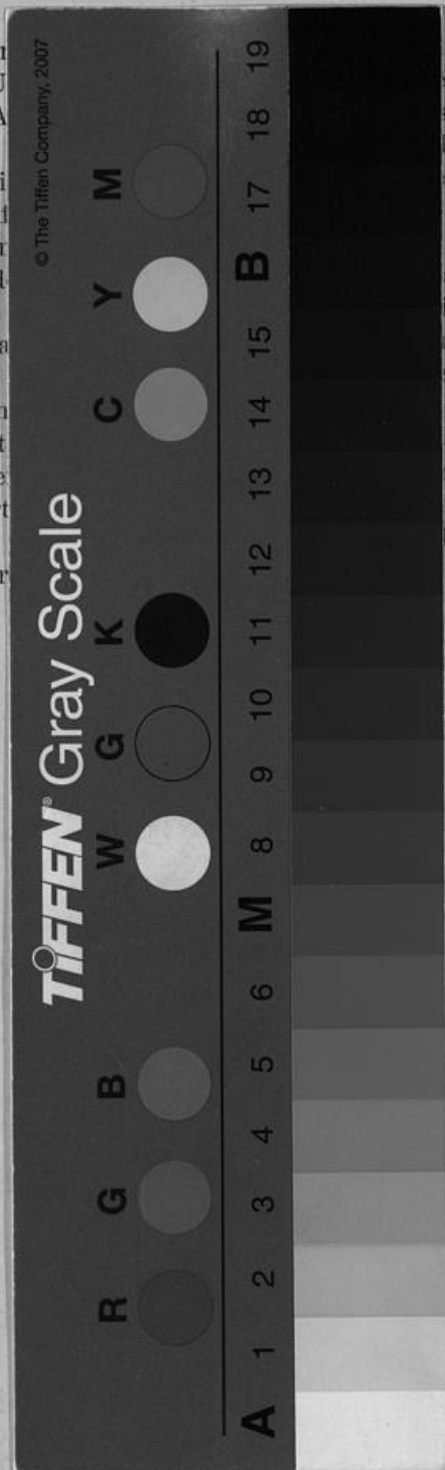 © The Tiffen Company, 2007
TIFFEN® Gray Scale
R G B W G K C Y M
A 1 2 3 4 5 6 M 8 9 10 11 12 13 14 15 B 17 18 19